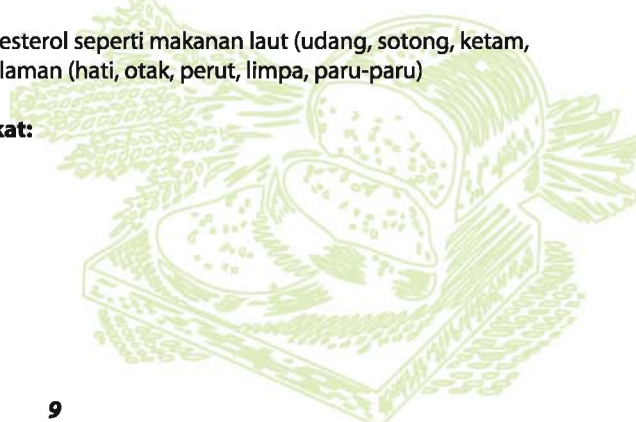 esterol seperti makanan laut (udang, sotong, ketam,
laman (hati, otak, perut, limpa, paru-paru)
kat:
9